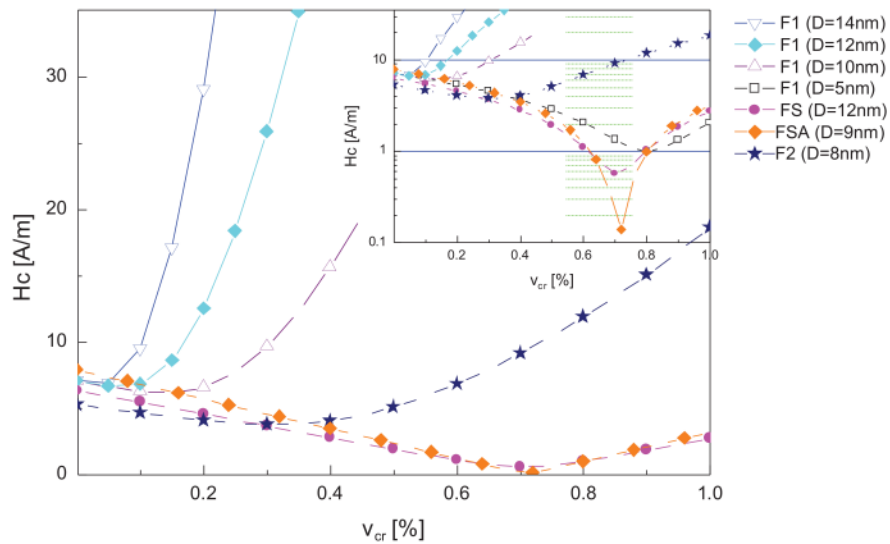 30
20
10
0
Hc [A/m]
0.2 0.4 0.6 0.8 1.0
v_cr [%]
10
1
0.1
Hc [A/m]
0.2 0.4 0.6 0.8 1.0
v_cr [%]
F1 (D=14nm)
F1 (D=12nm)
F1 (D=10nm)
F1 (D=5nm)
FS (D=12nm)
FSA (D=9nm)
F2 (D=8nm)